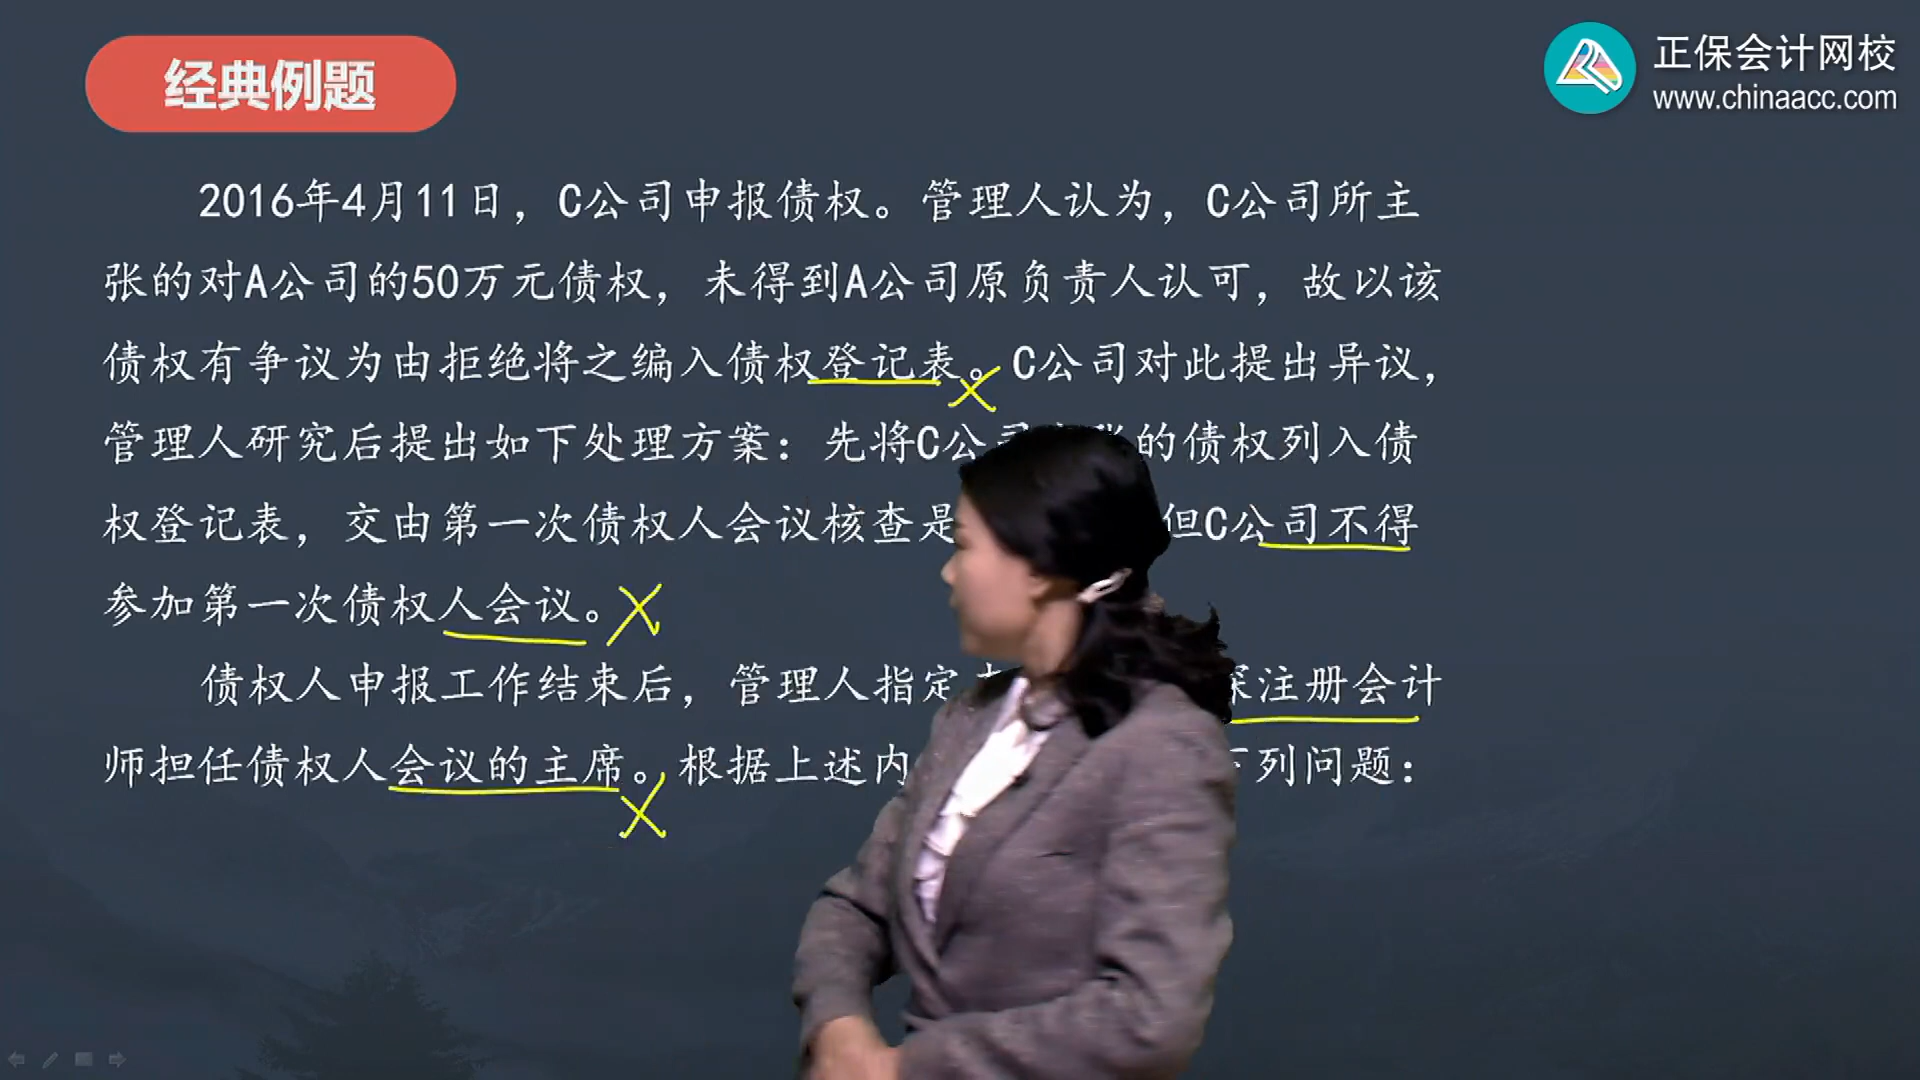 经典例题
正保会计网校
www.chinaacc.com
2016年4月11日，C公司申报债权。管理人认为，C公司所主
张的对A公司的50万元债权，未得到A公司原负责人认可，故以该
债权有争议为由拒绝将之编入债权登记表。C公司对此提出异议，
管理人研究后提出如下处理方案：先将C公司 的债权列入债
权登记表，交由第一次债权人会议核查是 但C公司不得
参加第一次债权人会议。
债权人申报工作结束后，管理人指定 注册会计
师担任债权人会议的主席。根据上述内 下列问题：